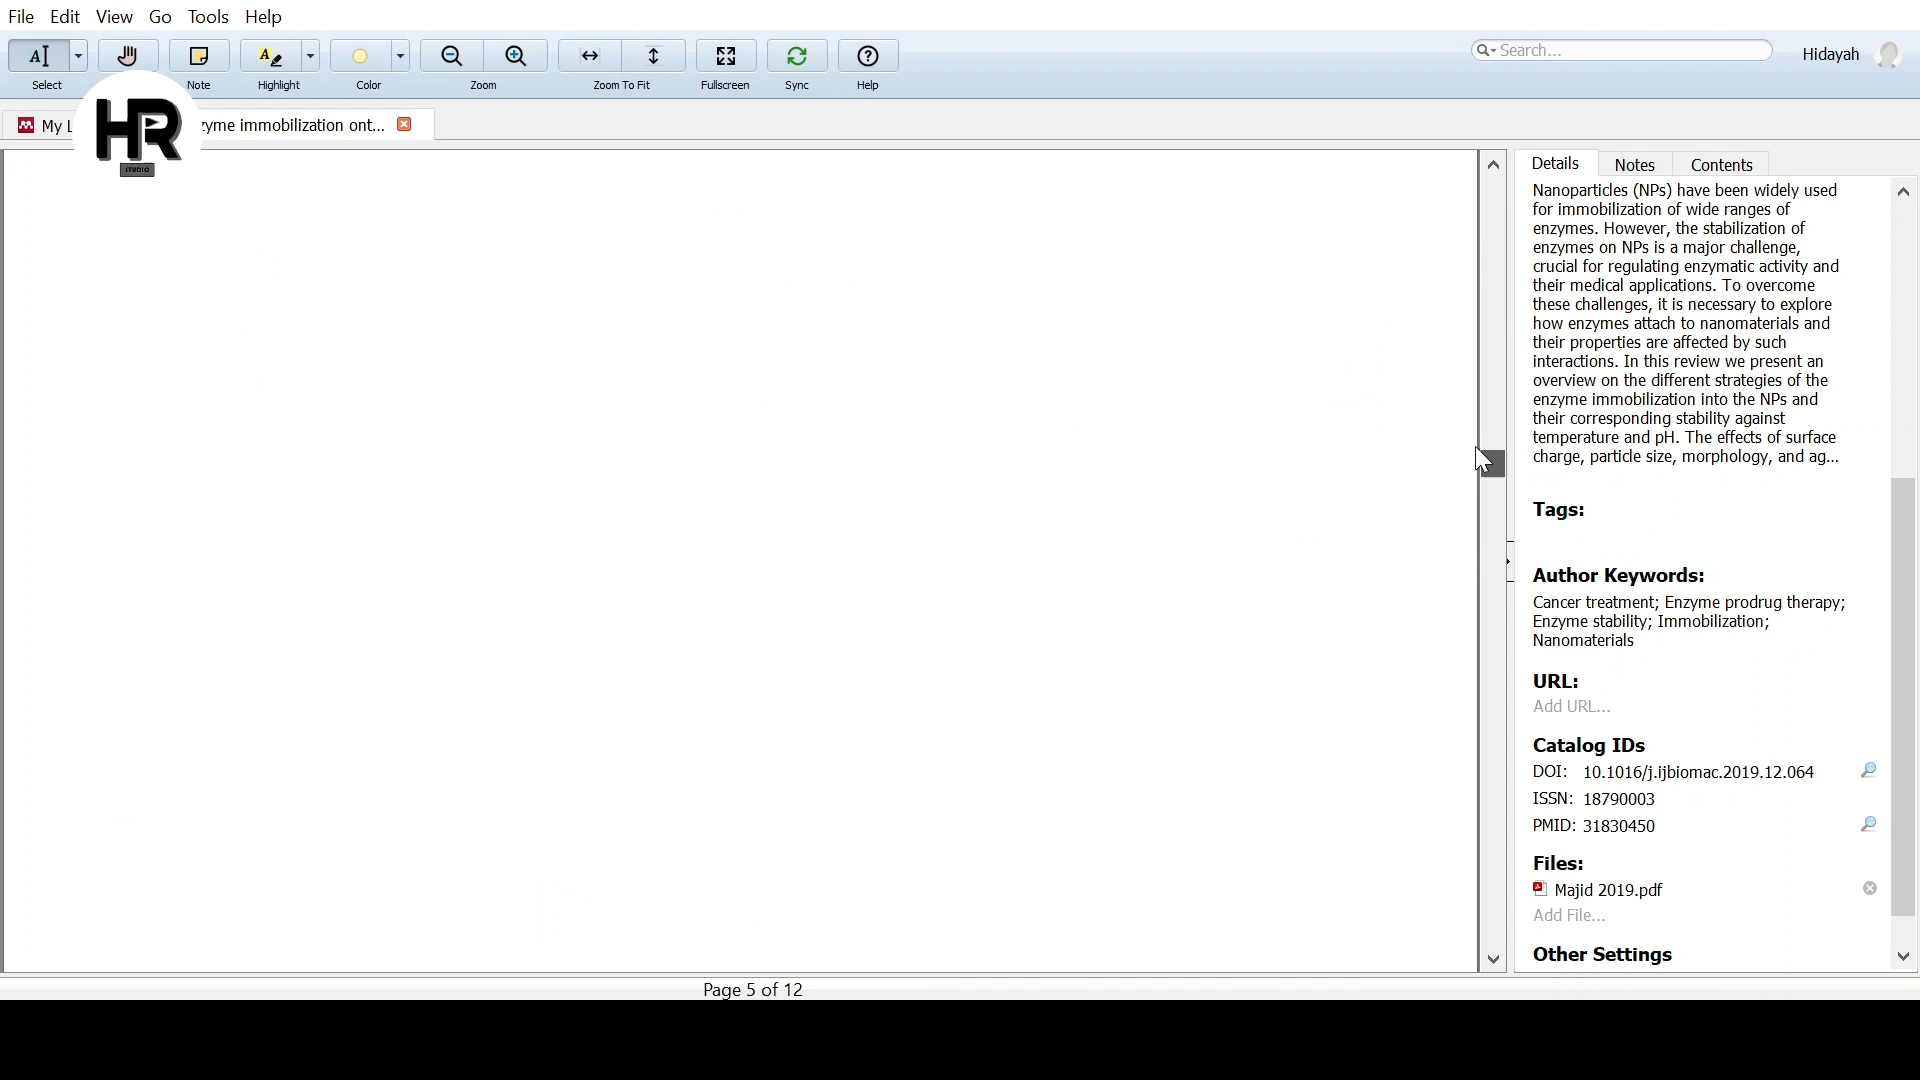 File Edit View Go Tools Help
Select Note Highlight Color Zoom Zoom To Fit Fullscreen Sync Help
Search...
Hidayah
HR
STUDIO
My L
zyme immobilization ont...
Details Notes Contents
Nanoparticles (NPs) have been widely used
for immobilization of wide ranges of
enzymes. However, the stabilization of
enzymes on NPs is a major challenge,
crucial for regulating enzymatic activity and
their medical applications. To overcome
these challenges, it is necessary to explore
how enzymes attach to nanomaterials and
their properties are affected by such
interactions. In this review we present an
overview on the different strategies of the
enzyme immobilization into the NPs and
their corresponding stability against
temperature and pH. The effects of surface
charge, particle size, morphology, and ag...
Tags:
Author Keywords:
Cancer treatment; Enzyme prodrug therapy;
Enzyme stability; Immobilization;
Nanomaterials
URL:
Add URL...
Catalog IDs
DOI: 10.1016/j.ijbiomac.2019.12.064
ISSN: 18790003
PMID: 31830450
Files:
Majid 2019.pdf
Add File...
Other Settings
Page 5 of 12